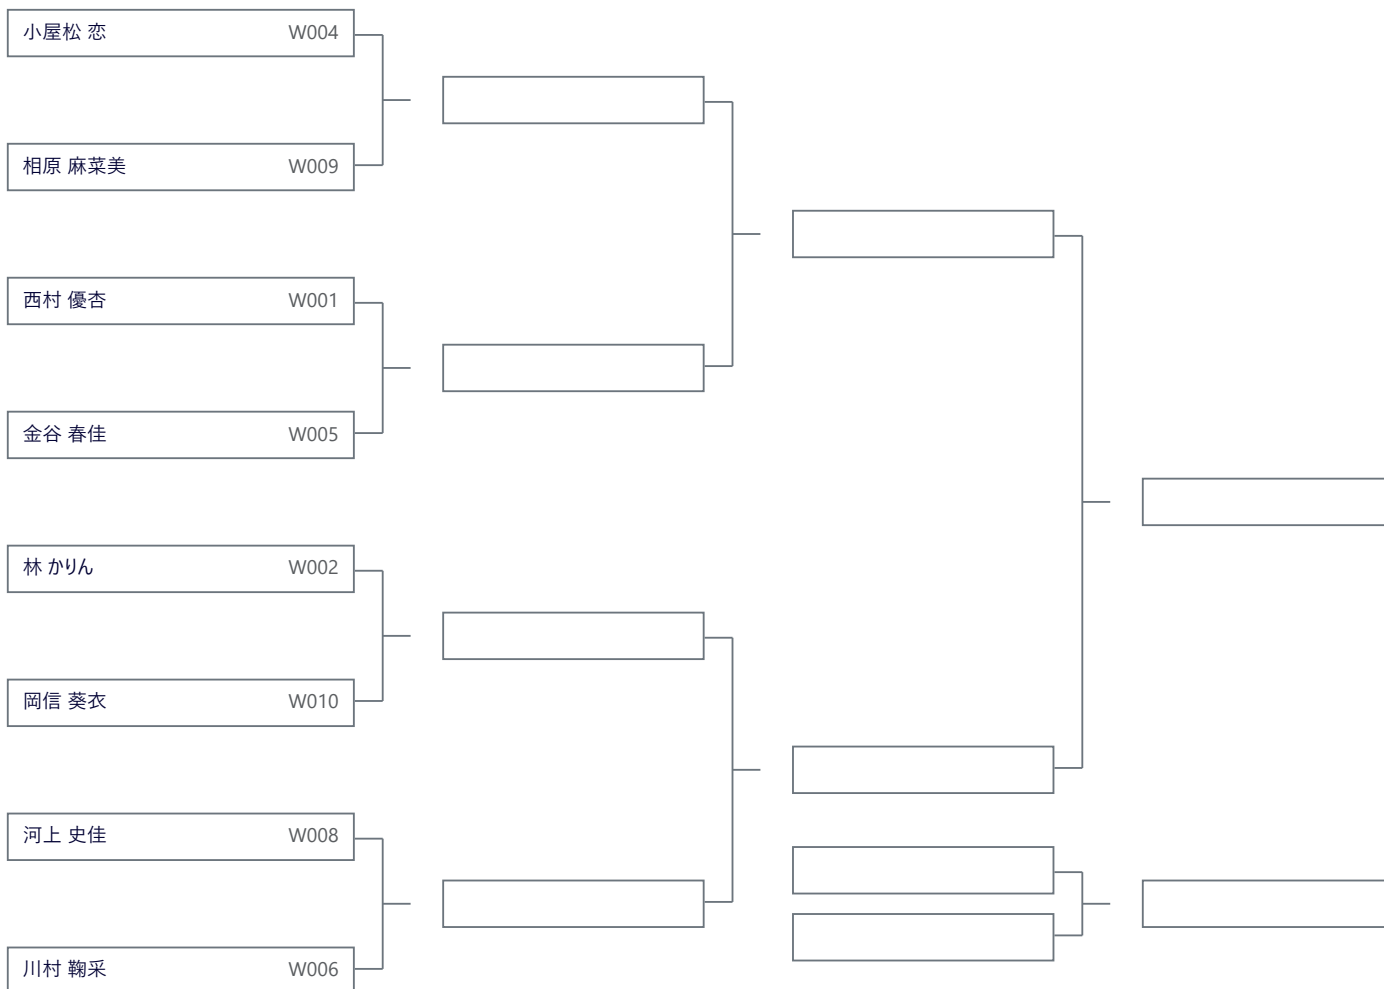 小屋松 恋 W004
相原 麻菜美 W009
西村 優杏 W001
金谷 春佳 W005
林 かりん W002
岡信 葵衣 W010
河上 史佳 W008
川村 鞠采 W006